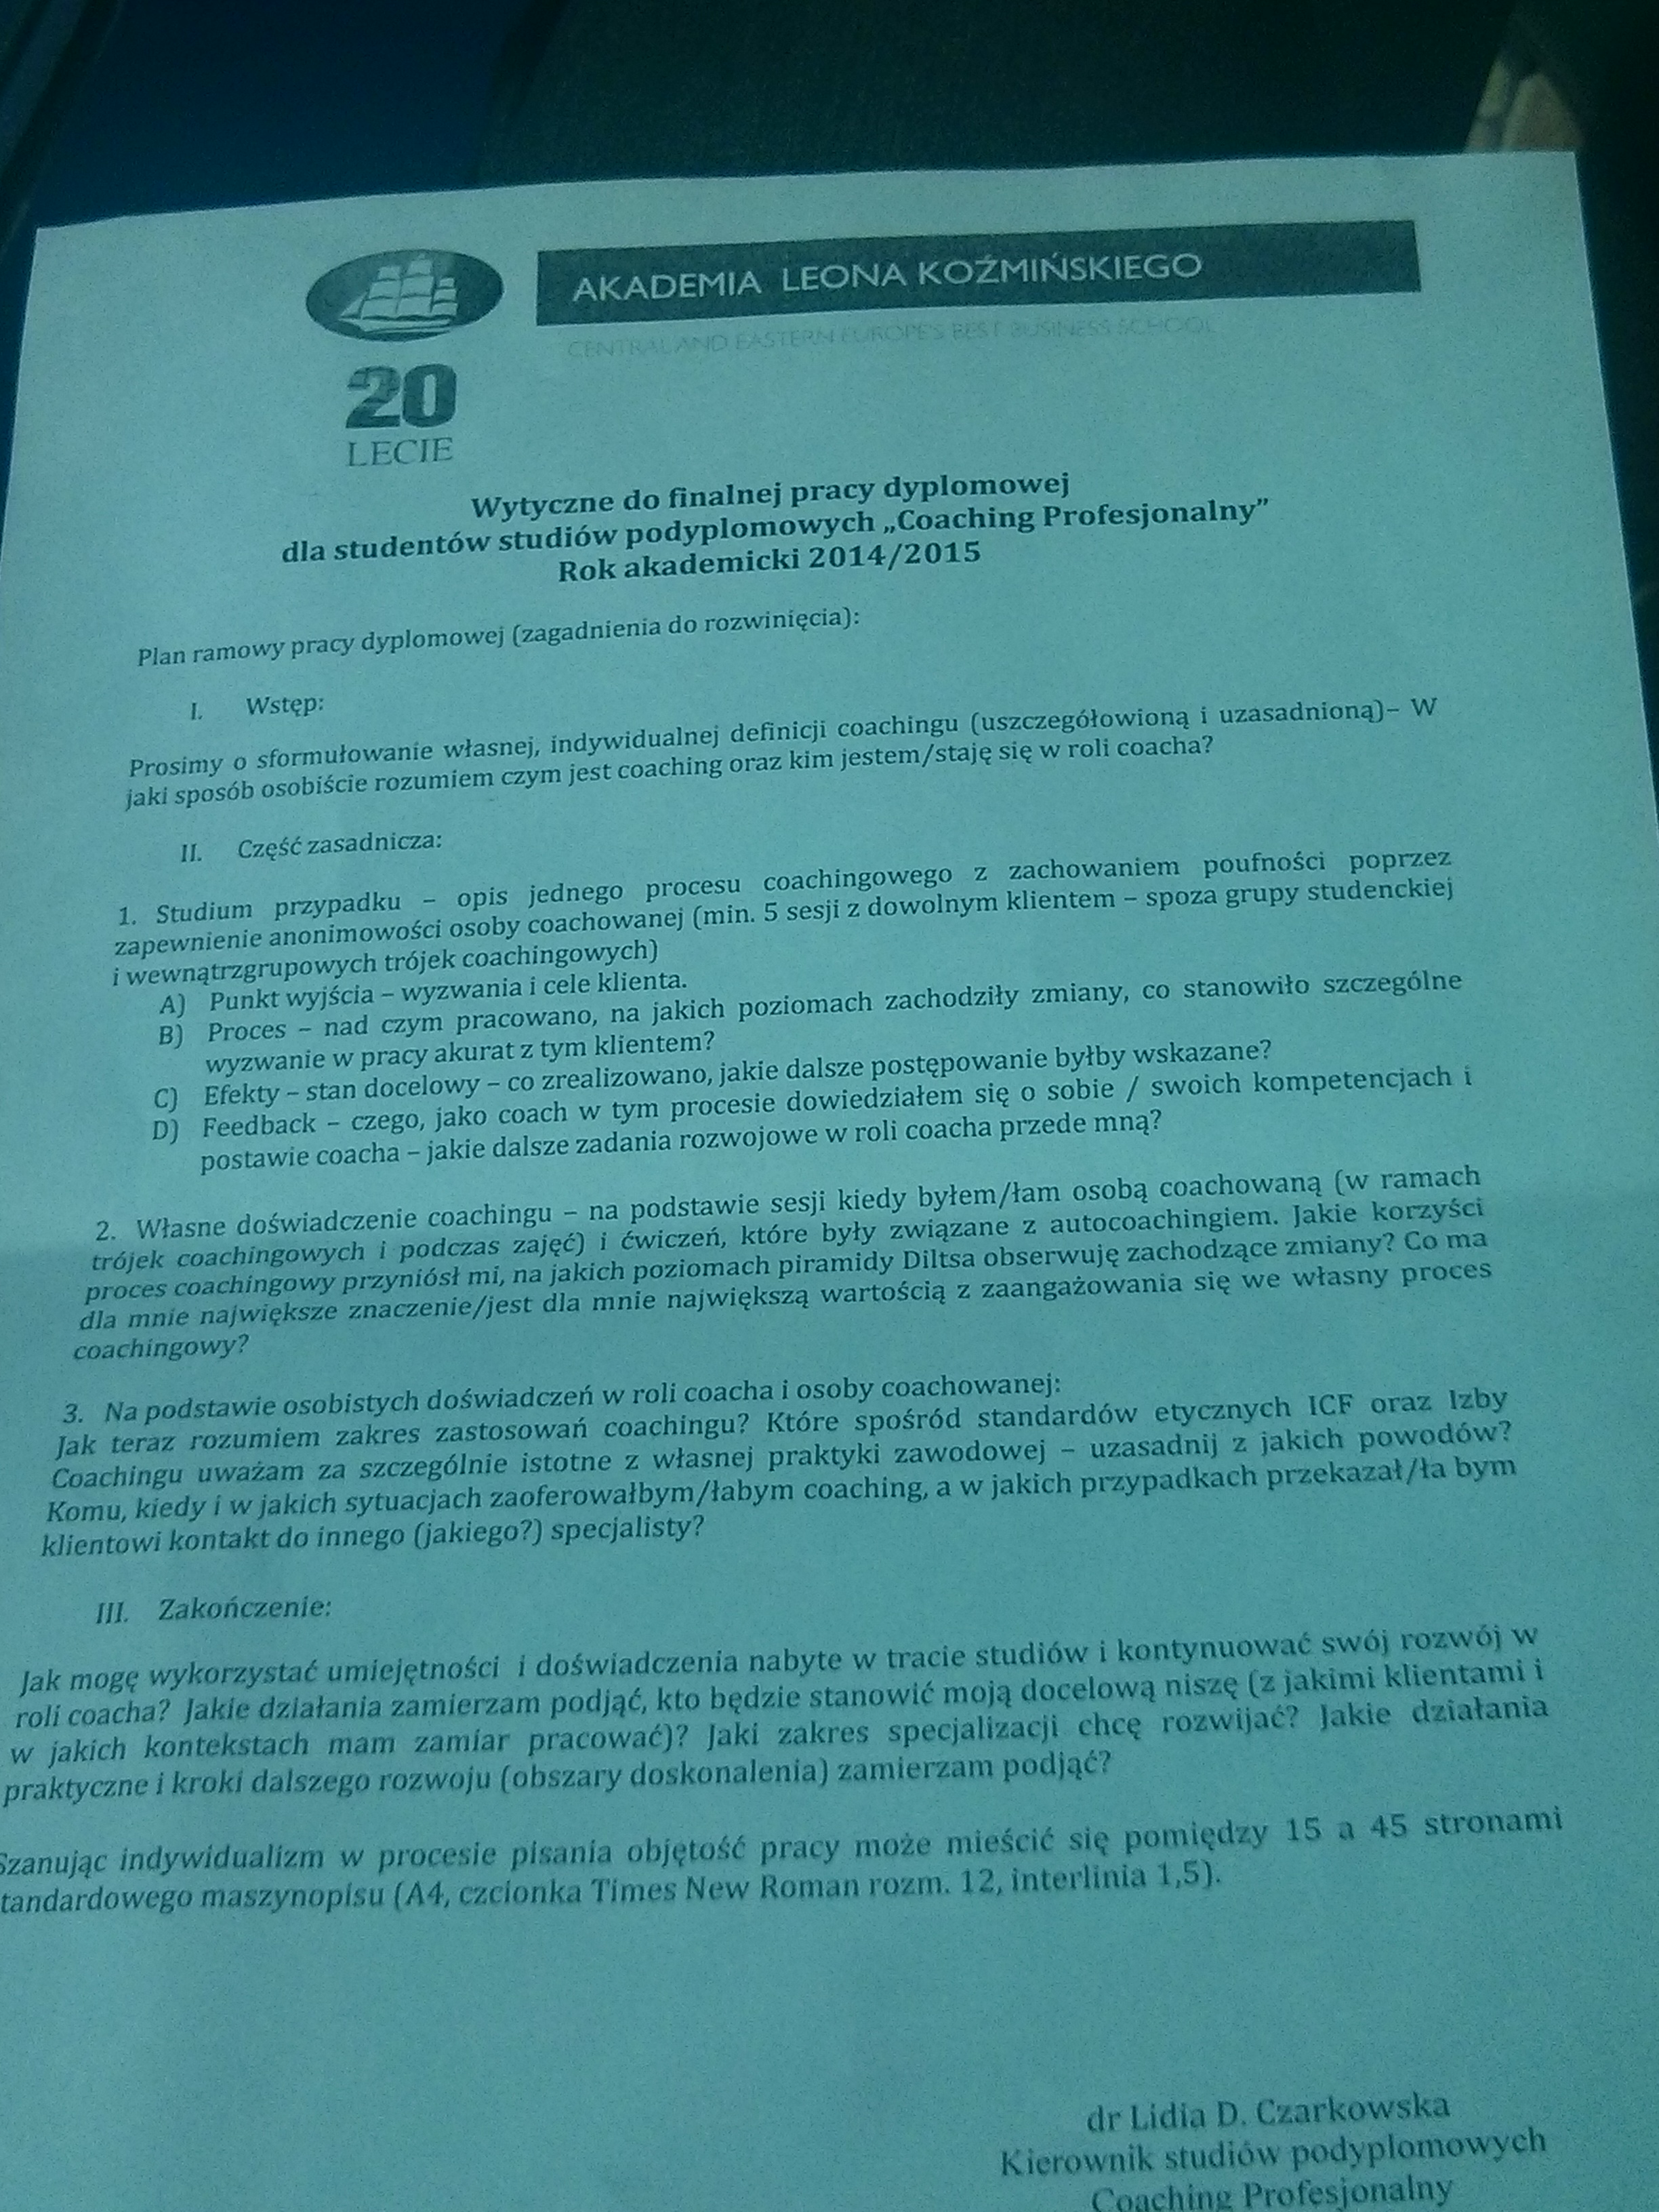 AKADEMIA LEONA KOŹMIŃSKIEGO
CENTRAL AND EASTERN EUROPE'S BEST BUSINESS SCHOOL
20
LECIE
Wytyczne do finalnej pracy dyplomowej
dla studentów studiów podyplomowych „Coaching Profesjonalny”
Rok akademicki 2014/2015
Plan ramowy pracy dyplomowej (zagadnienia do rozwinięcia):
I. Wstęp:
Prosimy o sformułowanie własnej, indywidualnej definicji coachingu (uszczegółowioną i uzasadnioną)– W
jaki sposób osobiście rozumiem czym jest coaching oraz kim jestem/staję się w roli coacha?
II. Część zasadnicza:
1. Studium przypadku – opis jednego procesu coachingowego z zachowaniem poufności poprzez
zapewnienie anonimowości osoby coachowanej (min. 5 sesji z dowolnym klientem – spoza grupy studenckiej
i wewnątrzgrupowych trójek coachingowych)
A) Punkt wyjścia – wyzwania i cele klienta.
B) Proces – nad czym pracowano, na jakich poziomach zachodziły zmiany, co stanowiło szczególne
wyzwanie w pracy akurat z tym klientem?
C) Efekty – stan docelowy – co zrealizowano, jakie dalsze postępowanie byłby wskazane?
D) Feedback – czego, jako coach w tym procesie dowiedziałem się o sobie / swoich kompetencjach i
postawie coacha – jakie dalsze zadania rozwojowe w roli coacha przede mną?
2. Własne doświadczenie coachingu – na podstawie sesji kiedy byłem/łam osobą coachowaną (w ramach
trójek coachingowych i podczas zajęć) i ćwiczeń, które były związane z autocoachingiem. Jakie korzyści
proces coachingowy przyniósł mi, na jakich poziomach piramidy Diltsa obserwuję zachodzące zmiany? Co ma
dla mnie największe znaczenie/jest dla mnie największą wartością z zaangażowania się we własny proces
coachingowy?
3. Na podstawie osobistych doświadczeń w roli coacha i osoby coachowanej:
Jak teraz rozumiem zakres zastosowań coachingu? Które spośród standardów etycznych ICF oraz Izby
Coachingu uważam za szczególnie istotne z własnej praktyki zawodowej – uzasadnij z jakich powodów?
Komu, kiedy i w jakich sytuacjach zaoferowałbym/łabym coaching, a w jakich przypadkach przekazał/ła bym
klientowi kontakt do innego (jakiego?) specjalisty?
III. Zakończenie:
Jak mogę wykorzystać umiejętności i doświadczenia nabyte w tracie studiów i kontynuować swój rozwój w
roli coacha? Jakie działania zamierzam podjąć, kto będzie stanowić moją docelową niszę (z jakimi klientami i
w jakich kontekstach mam zamiar pracować)? Jaki zakres specjalizacji chcę rozwijać? Jakie działania
praktyczne i kroki dalszego rozwoju (obszary doskonalenia) zamierzam podjąć?
Szanując indywidualizm w procesie pisania objętość pracy może mieścić się pomiędzy 15 a 45 stronami
tandardowego maszynopisu (A4, czcionka Times New Roman rozm. 12, interlinia 1,5).
dr Lidia D. Czarkowska
Kierownik studiów podyplomowych
Coaching Profesjonalny